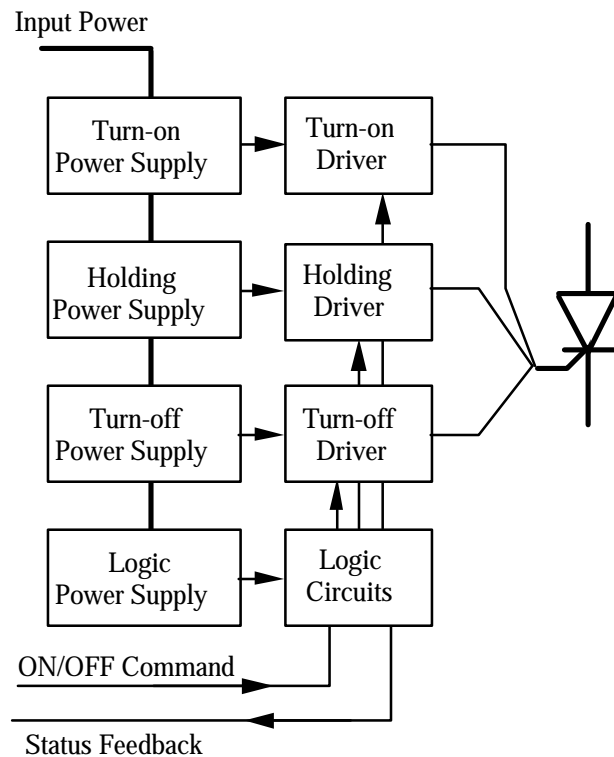 Input Power
Turn-on
Power Supply
Turn-on
Driver
Holding
Power Supply
Holding
Driver
Turn-off
Power Supply
Turn-off
Driver
Logic
Power Supply
Logic
Circuits
ON/OFF Command
Status Feedback